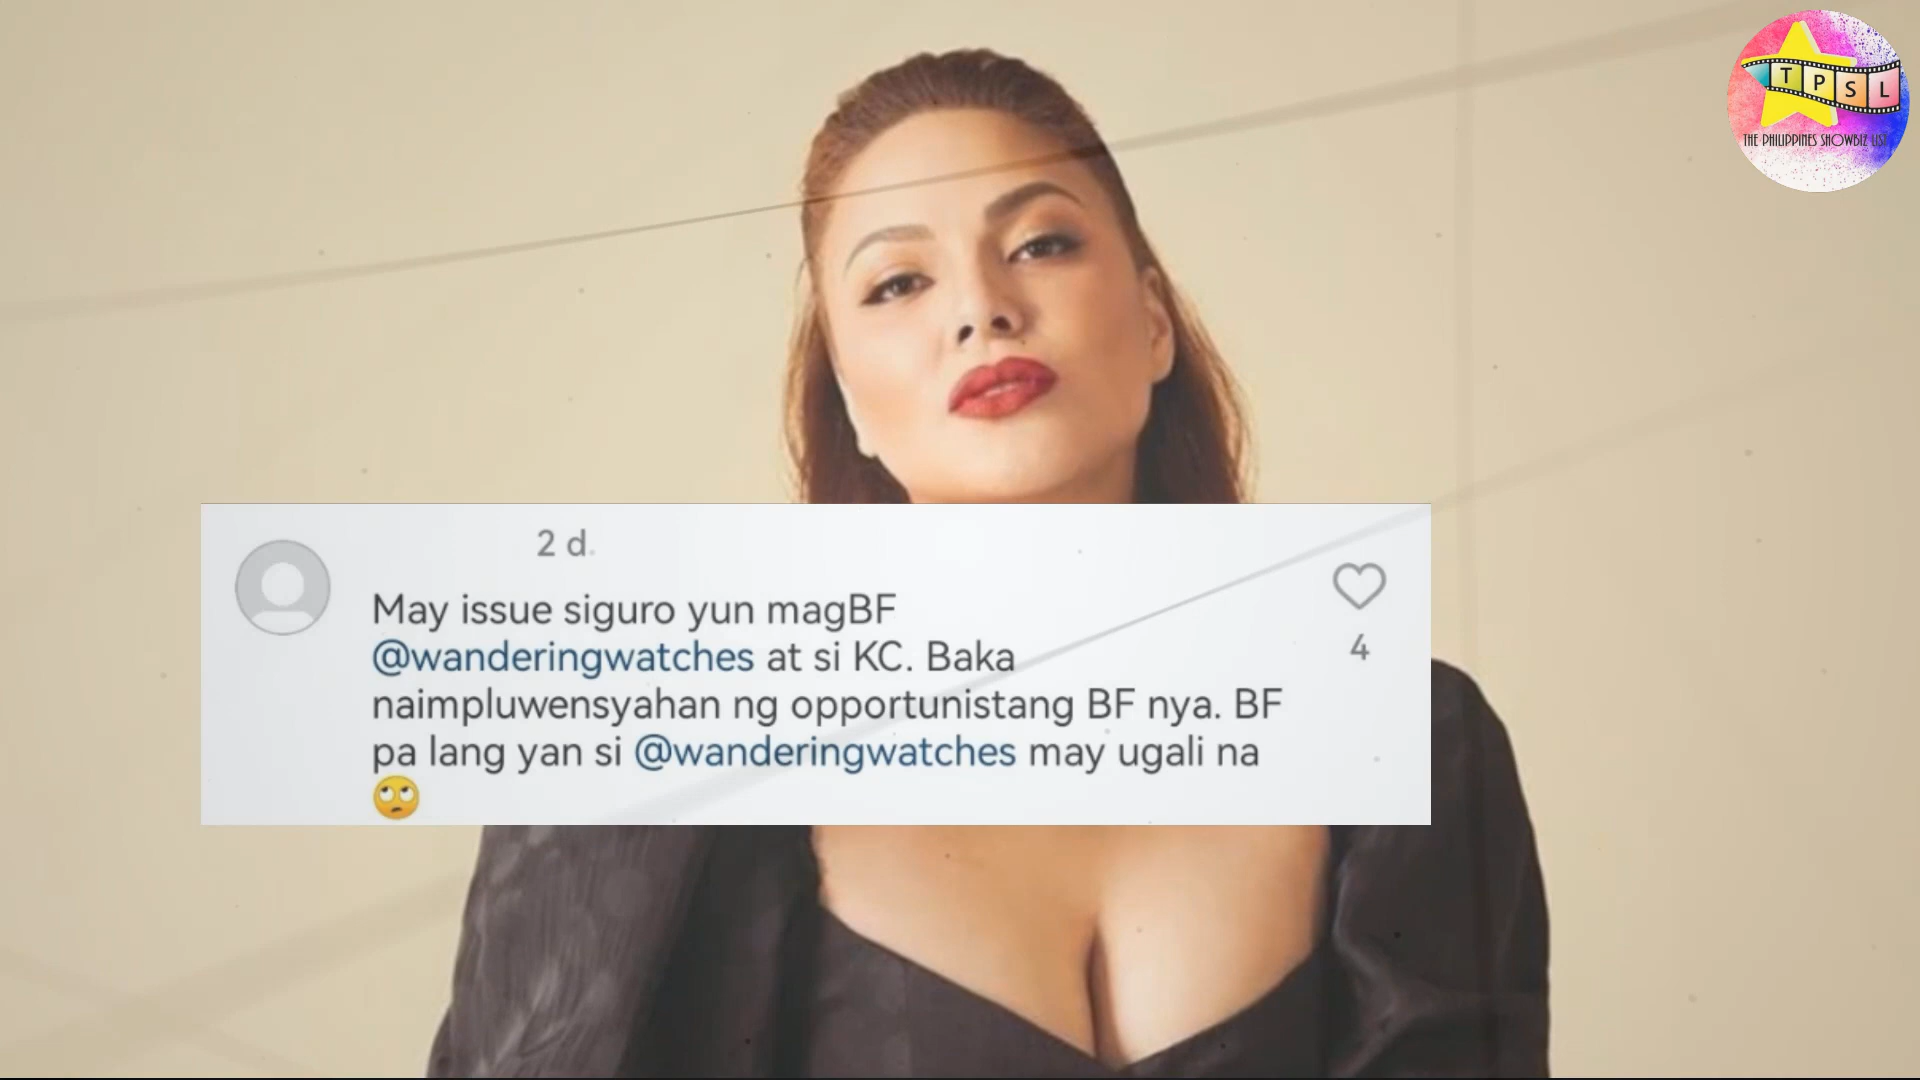 T P S L
THE PHILIPPINES SHOWBIZ LIST
2 d.
May issue siguro yun magBF
@wanderingwatches at si KC. Baka
naimpluwensyahan ng opportunistang BF nya. BF
pa lang yan si @wanderingwatches may ugali na
🙄
4